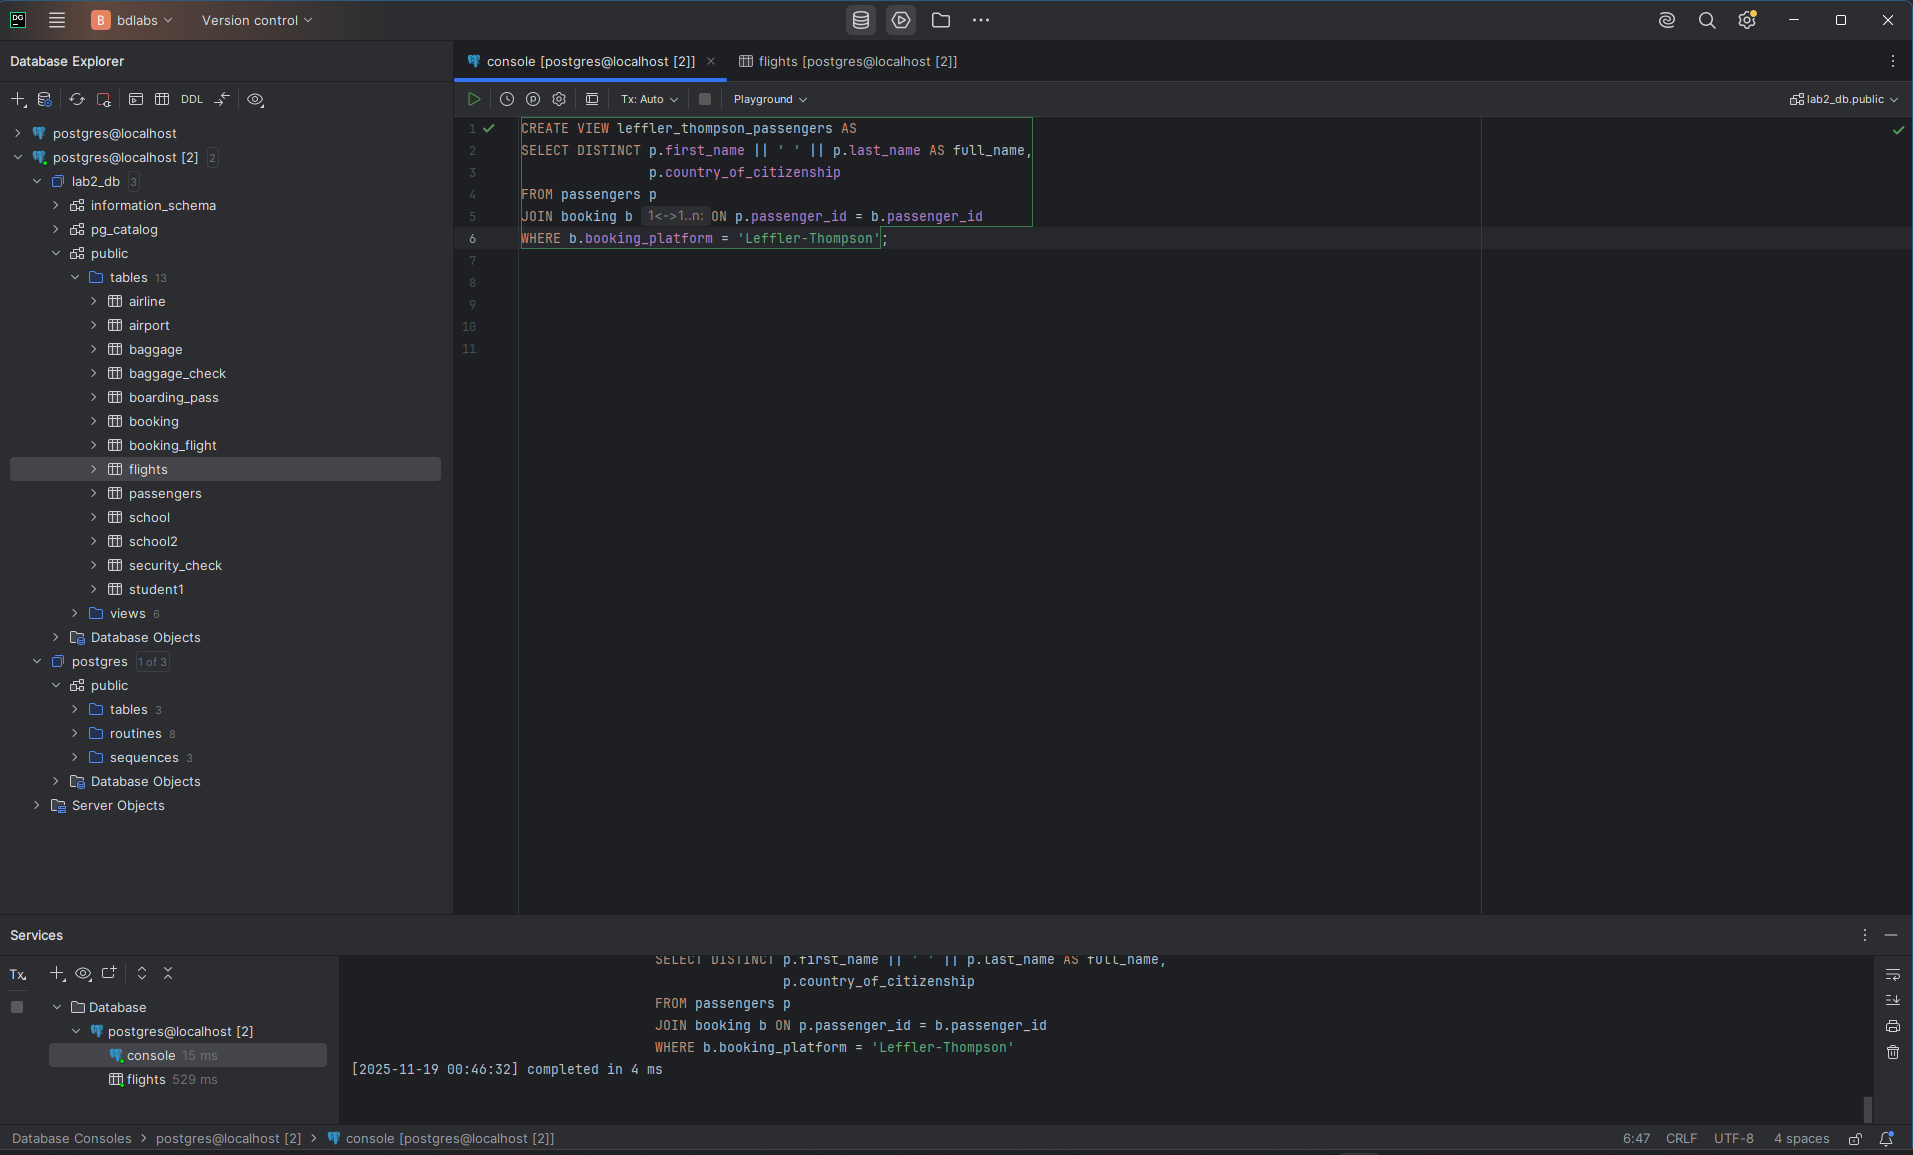 B bdlabs
Version control
Database Explorer
console [postgres@localhost [2]]
flights [postgres@localhost [2]]
DDL
Tx: Auto
Playground
lab2_db.public
postgres@localhost
postgres@localhost [2] 2
lab2_db 3
information_schema
pg_catalog
public
tables 13
airline
airport
baggage
baggage_check
boarding_pass
booking
booking_flight
flights
passengers
school
school2
security_check
student1
views 6
Database Objects
postgres 1 of 3
public
tables 3
routines 8
sequences 3
Database Objects
Server Objects
1 CREATE VIEW leffler_thompson_passengers AS
2 SELECT DISTINCT p.first_name || ' ' || p.last_name AS full_name,
3 p.country_of_citizenship
4 FROM passengers p
5 JOIN booking b 1<->1..n: ON p.passenger_id = b.passenger_id
6 WHERE b.booking_platform = 'Leffler-Thompson';
7
8
9
10
11
Services
Tx
Database
postgres@localhost [2]
console 15 ms
flights 529 ms
SELECT DISTINCT p.first_name || ' ' || p.last_name AS full_name,
p.country_of_citizenship
FROM passengers p
JOIN booking b ON p.passenger_id = b.passenger_id
WHERE b.booking_platform = 'Leffler-Thompson'
[2025-11-19 00:46:32] completed in 4 ms
Database Consoles > postgres@localhost [2] > console [postgres@localhost [2]]
6:47 CRLF UTF-8 4 spaces